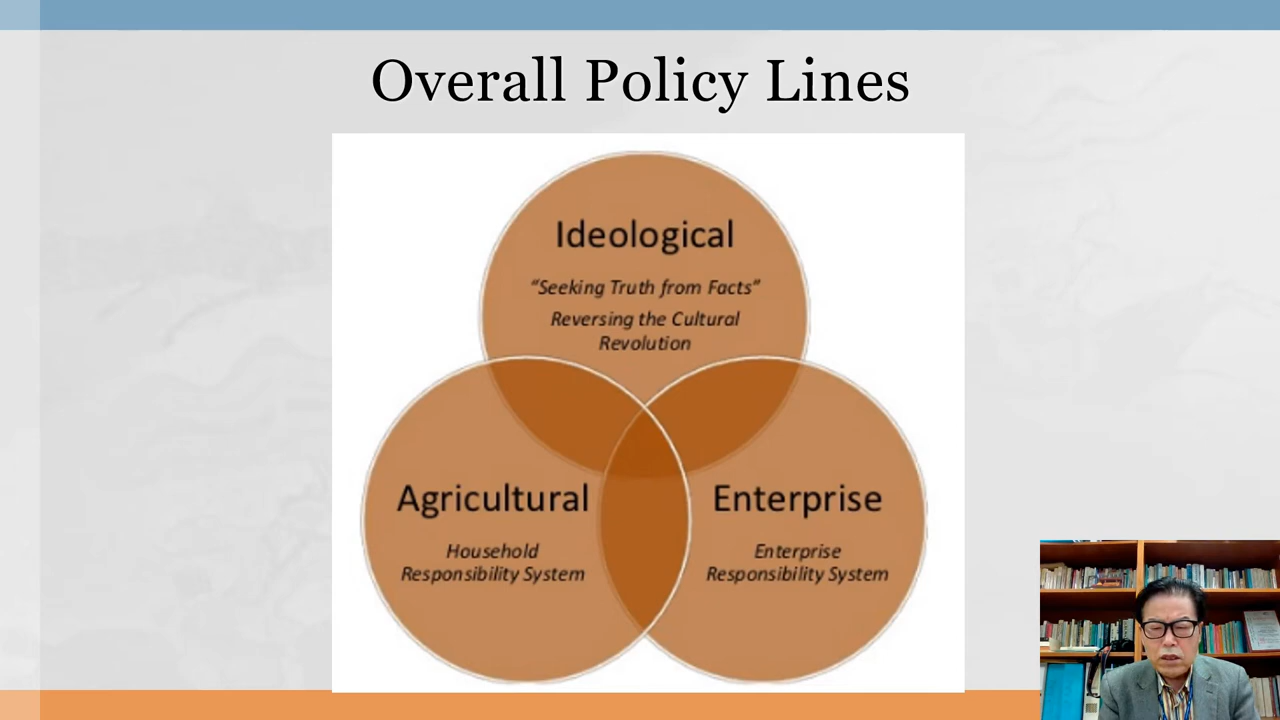 Overall Policy Lines
Ideological
“Seeking Truth from Facts”
Reversing the Cultural
Revolution
Agricultural
Household
Responsibility System
Enterprise
Enterprise
Responsibility System